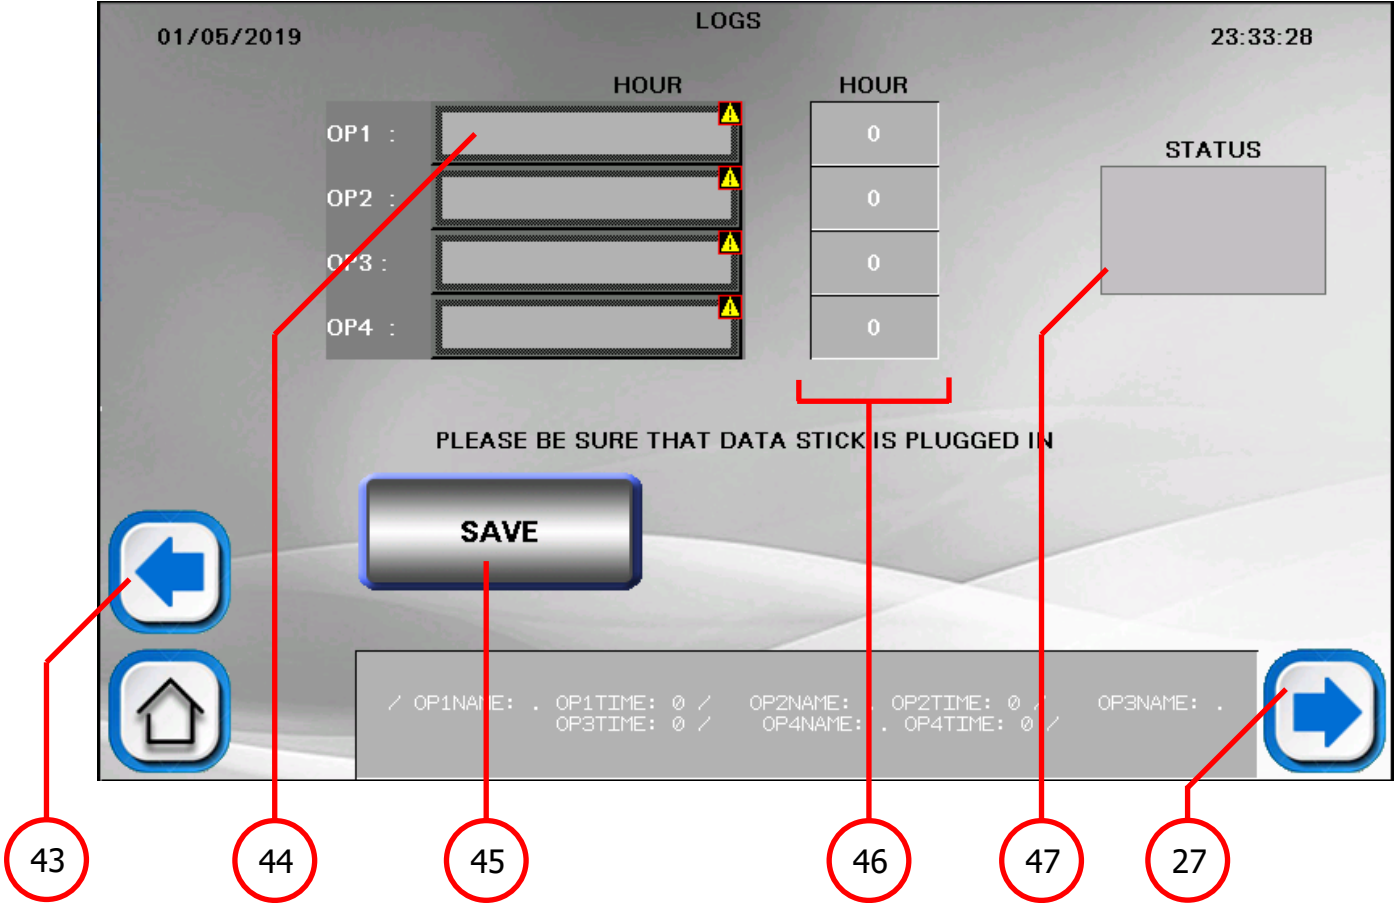 LOGS
01/05/2019
23:33:28
HOUR HOUR
OP1 : 0
STATUS
OP2 : 0
OP3 : 0
OP4 : 0
PLEASE BE SURE THAT DATA STICK IS PLUGGED IN
SAVE
/ OP1NAME: . OP1TIME: 0 / OP2NAME: . OP2TIME: 0 / OP3NAME: .
OP3TIME: 0 / OP4NAME: . OP4TIME: 0 /
43 44 45 46 47 27